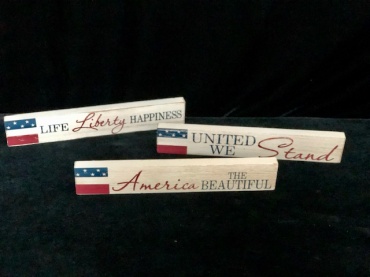 LIFE Liberty HAPPINESS
UNITED
WE Stand
America THE
BEAUTIFUL